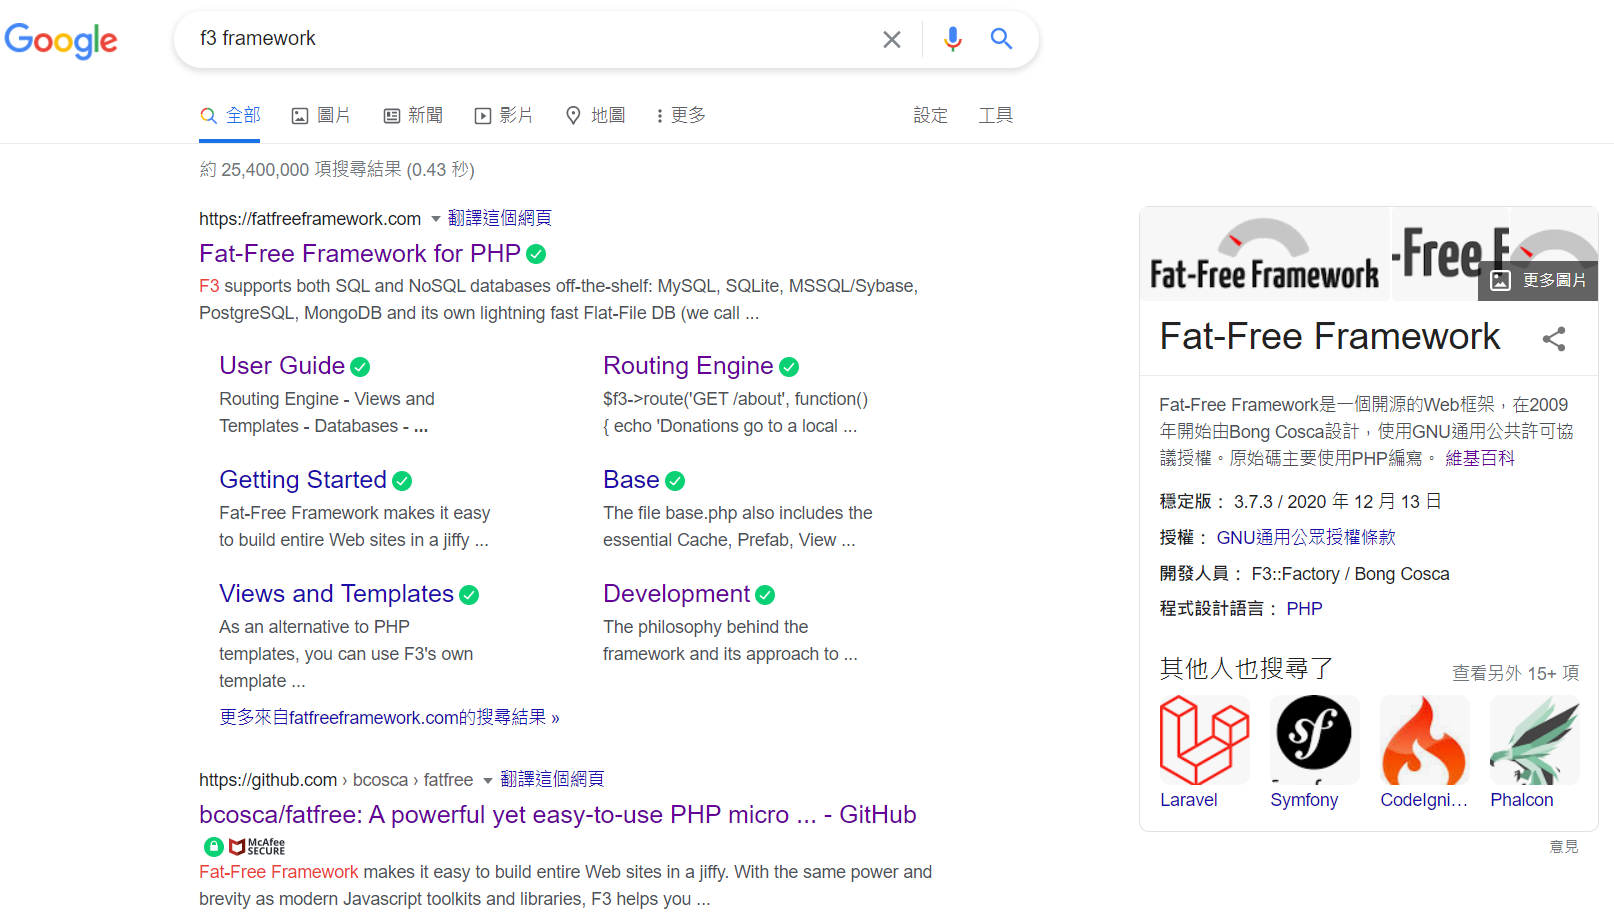 Google
f3 framework
全部 圖片 新聞 影片 地圖 更多 設定 工具
約 25,400,000 項搜尋結果 (0.43 秒)
https://fatfreeframework.com 翻譯這個網頁
Fat-Free Framework for PHP
F3 supports both SQL and NoSQL databases off-the-shelf: MySQL, SQLite, MSSQL/Sybase,
PostgreSQL, MongoDB and its own lightning fast Flat-File DB (we call ...
User Guide
Routing Engine - Views and
Templates - Databases - ...
Routing Engine
$f3->route('GET /about', function()
{ echo 'Donations go to a local ...
Getting Started
Fat-Free Framework makes it easy
to build entire Web sites in a jiffy ...
Base
The file base.php also includes the
essential Cache, Prefab, View ...
Views and Templates
As an alternative to PHP
templates, you can use F3's own
template ...
Development
The philosophy behind the
framework and its approach to ...
更多來自fatfreeframework.com的搜尋結果 »
https://github.com › bcosca › fatfree 翻譯這個網頁
bcosca/fatfree: A powerful yet easy-to-use PHP micro ... - GitHub
McAfee
SECURE
Fat-Free Framework makes it easy to build entire Web sites in a jiffy. With the same power and
brevity as modern Javascript toolkits and libraries, F3 helps you ...
Fat-Free Framework
-Free F
更多圖片
Fat-Free Framework
Fat-Free Framework是一個開源的Web框架，在2009
年開始由Bong Cosca設計，使用GNU通用公共許可協
議授權。原始碼主要使用PHP編寫。 維基百科
穩定版： 3.7.3 / 2020 年 12 月 13 日
授權： GNU通用公眾授權條款
開發人員： F3::Factory / Bong Cosca
程式設計語言： PHP
其他人也搜尋了 查看另外 15+ 項
sf
Laravel Symfony CodeIgni... Phalcon
意見